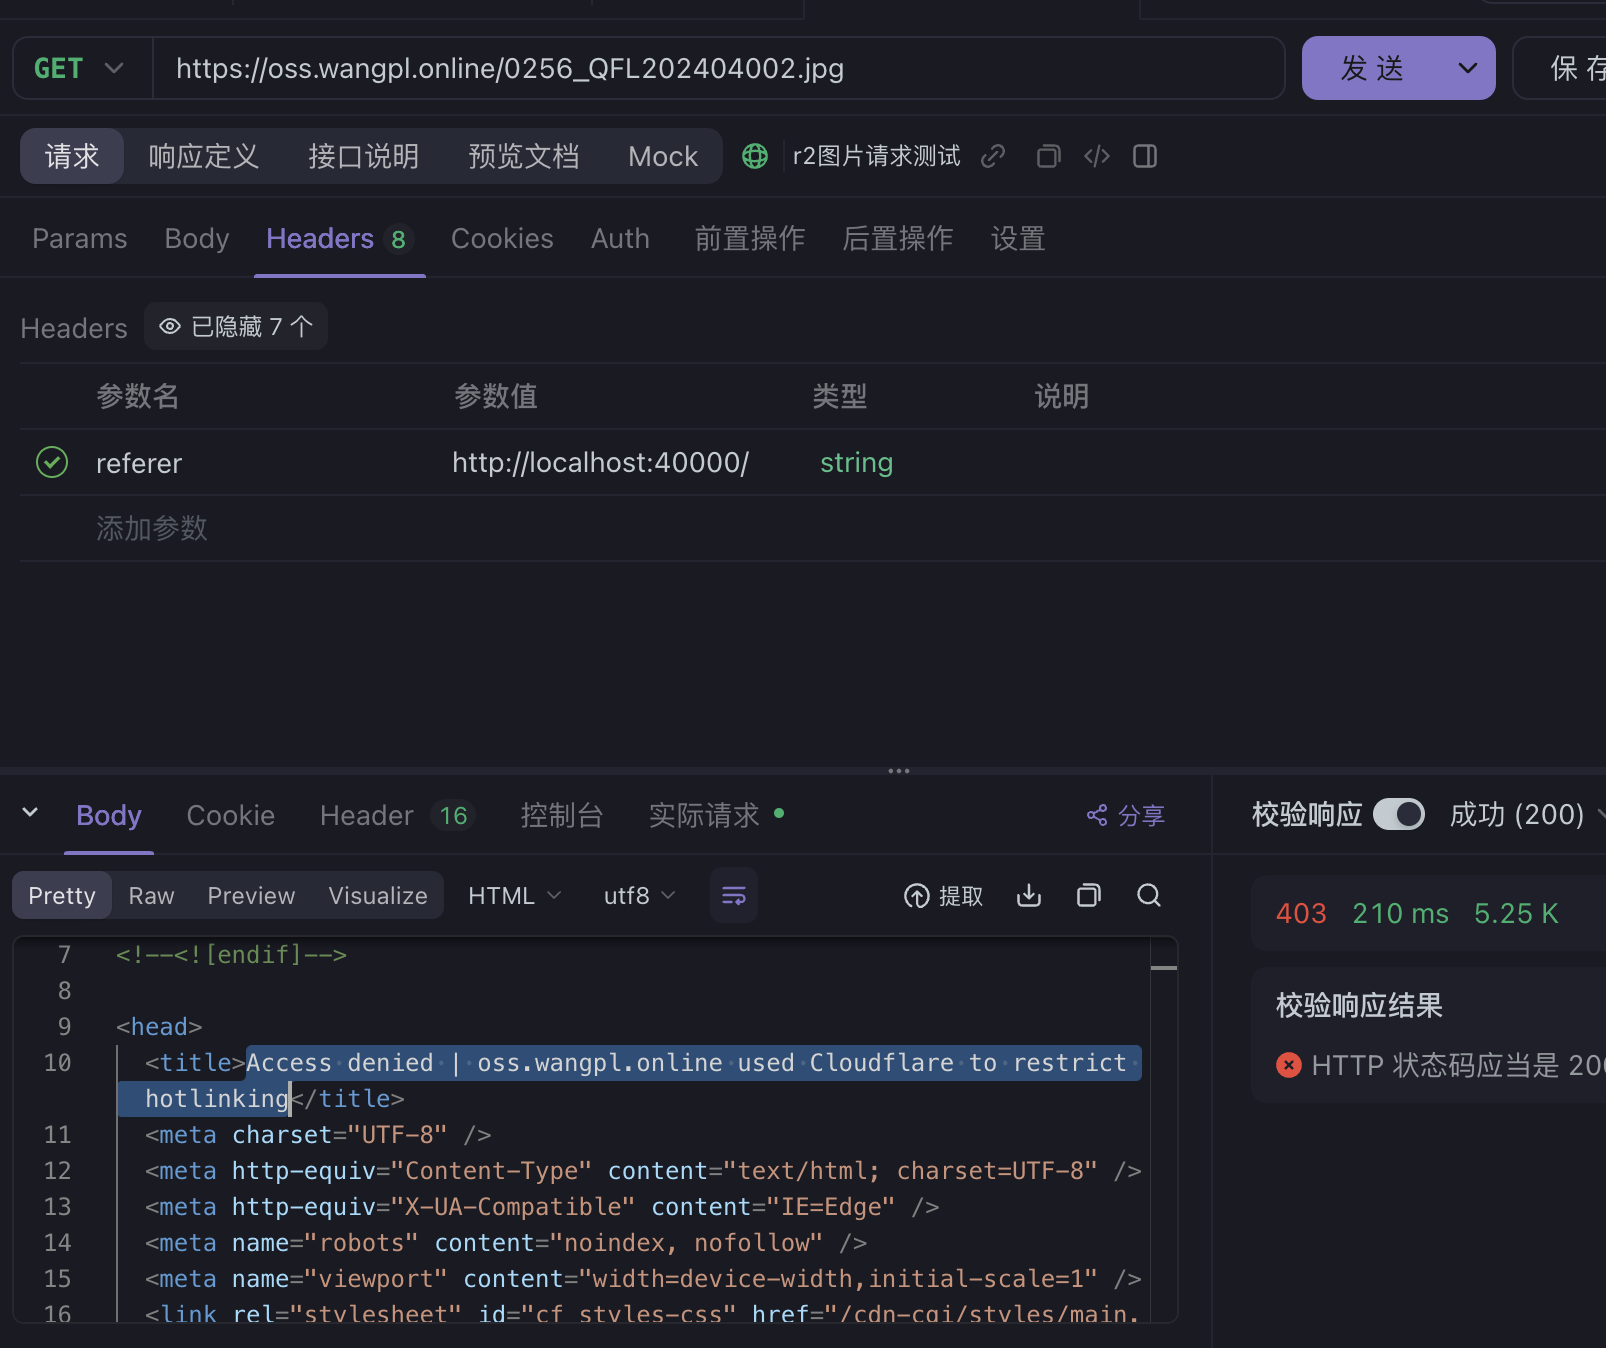 GET https://oss.wangpl.online/0256_QFL202404002.jpg 发 送 保 存
请求 响应定义 接口说明 预览文档 Mock r2图片请求测试
Params Body Headers 8 Cookies Auth 前置操作 后置操作 设置
Headers 已隐藏 7 个
参数名 参数值 类型 说明
referer http://localhost:40000/ string
添加参数
Body Cookie Header 16 控制台 实际请求 分享 校验响应 成功 (200)
Pretty Raw Preview Visualize HTML utf8 提取
403 210 ms 5.25 K
校验响应结果
HTTP 状态码应当是 200
7 <!--<![endif]-->
8
9 <head>
10 <title>Access denied | oss.wangpl.online used Cloudflare to restrict
hotlinking</title>
11 <meta charset="UTF-8" />
12 <meta http-equiv="Content-Type" content="text/html; charset=UTF-8" />
13 <meta http-equiv="X-UA-Compatible" content="IE=Edge" />
14 <meta name="robots" content="noindex, nofollow" />
15 <meta name="viewport" content="width=device-width,initial-scale=1" />
16 <link rel="stylesheet" id="cf_styles-css" href="/cdn-cgi/styles/main.